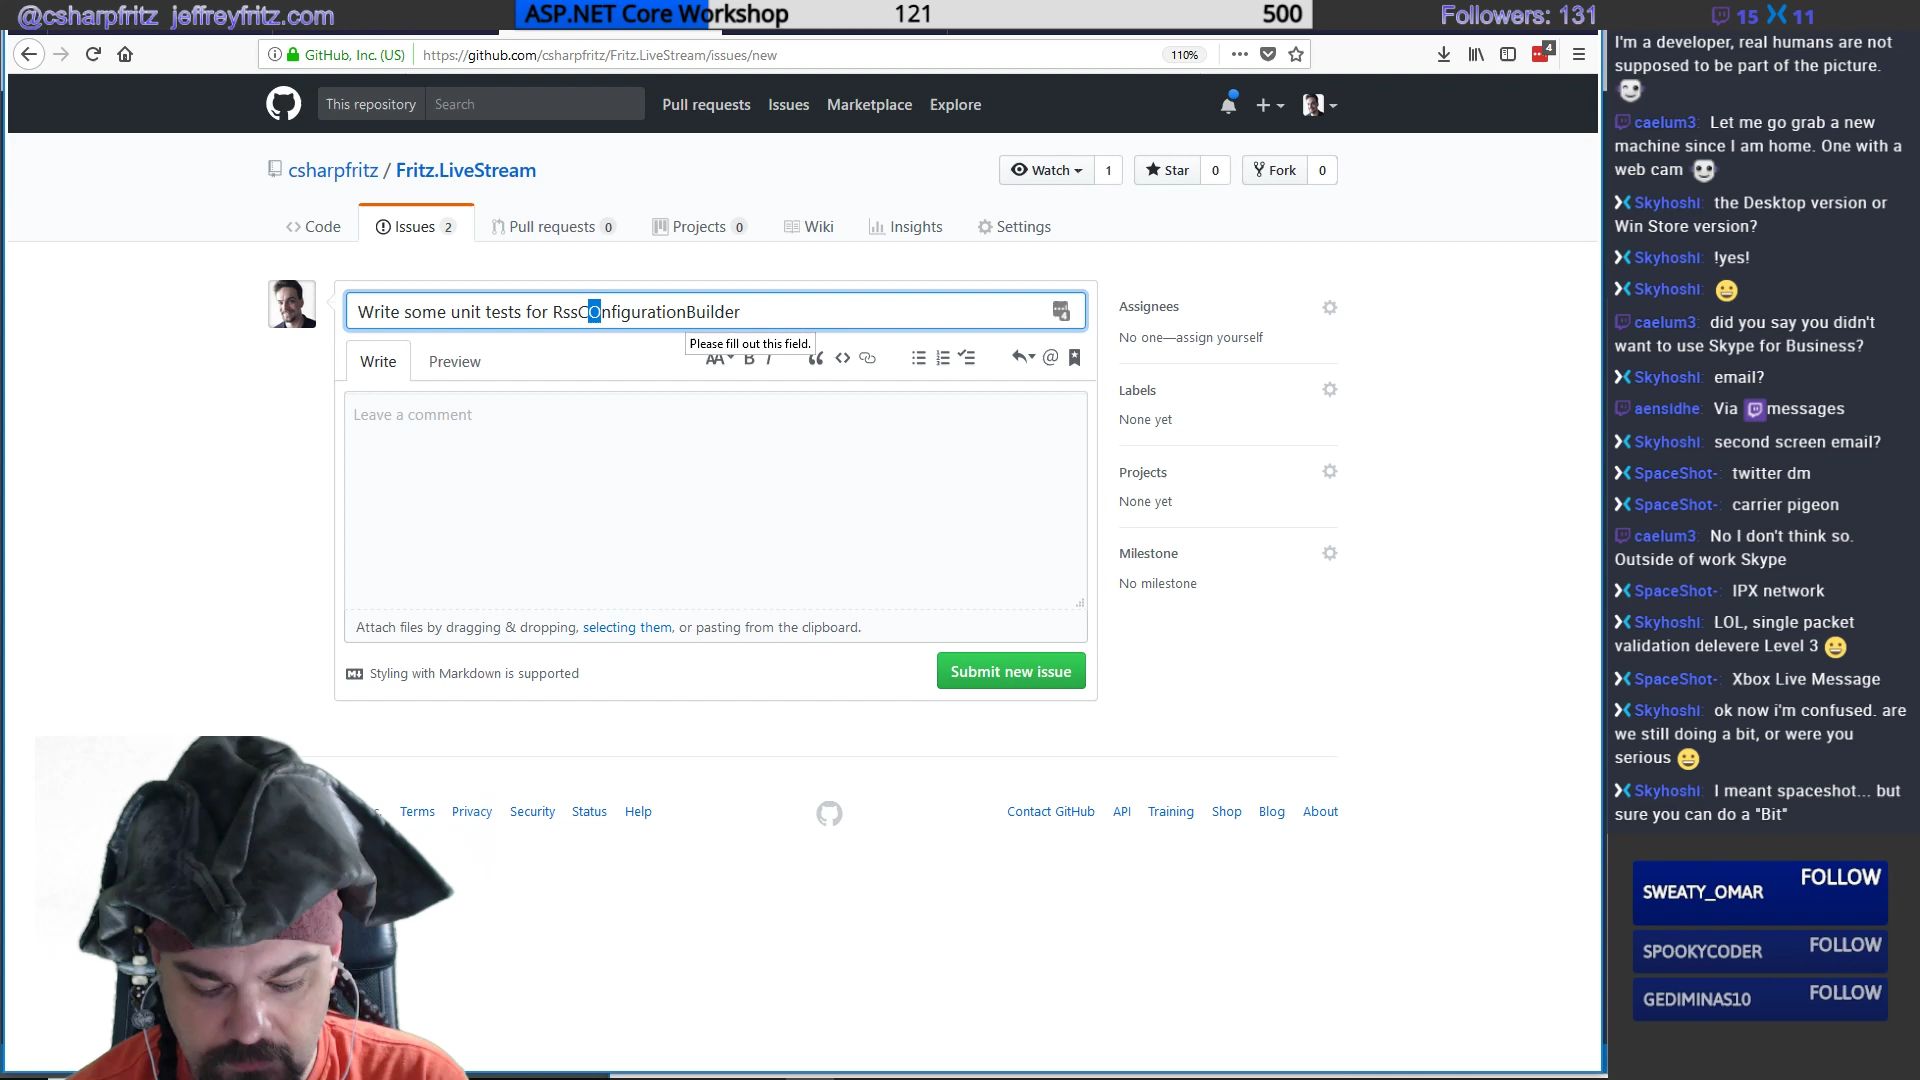 @csharpfritz jeffreyfritz.com
ASP.NET Core Workshop 121 500
Followers: 131
15 11
GitHub, Inc. (US)
https://github.com/csharpfritz/Fritz.LiveStream/issues/new
110%
4
This repository
Search
Pull requests
Issues
Marketplace
Explore
csharpfritz / Fritz.LiveStream
Watch 1
Star 0
Fork 0
Code
Issues 2
Pull requests 0
Projects 0
Wiki
Insights
Settings
Write some unit tests for RssCOnfigurationBuilder
Please fill out this field.
Write
Preview
Leave a comment
Attach files by dragging & dropping, selecting them, or pasting from the clipboard.
Styling with Markdown is supported
Submit new issue
Assignees
No one—assign yourself
Labels
None yet
Projects
None yet
Milestone
No milestone
Terms
Privacy
Security
Status
Help
Contact GitHub
API
Training
Shop
Blog
About
I'm a developer, real humans are not
supposed to be part of the picture.
caelum3: Let me go grab a new
machine since I am home. One with a
web cam
Skyhoshi: the Desktop version or
Win Store version?
Skyhoshi: !yes!
Skyhoshi:
caelum3: did you say you didn't
want to use Skype for Business?
Skyhoshi: email?
aensidhe: Via messages
Skyhoshi: second screen email?
SpaceShot-: twitter dm
SpaceShot-: carrier pigeon
caelum3: No I don't think so.
Outside of work Skype
SpaceShot-: IPX network
Skyhoshi: LOL, single packet
validation delevere Level 3
SpaceShot-: Xbox Live Message
Skyhoshi: ok now i'm confused. are
we still doing a bit, or were you
serious
Skyhoshi: I meant spaceshot... but
sure you can do a "Bit"
SWEATY_OMAR FOLLOW
SPOOKYCODER FOLLOW
GEDIMINAS10 FOLLOW